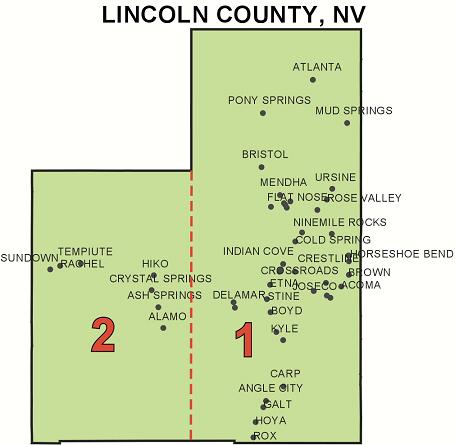 LINCOLN COUNTY, NV
ATLANTA
PONY SPRINGS
MUD SPRINGS
BRISTOL
MENDHA
URSINE
FLAT NOSE
ROSE VALLEY
NINEMILE ROCKS
COLD SPRING
INDIAN COVE
CRESTLINE
HORSESHOE BEND
SUNDOWN
TEMPIUTE
RACHEL
HIKO
CROSSROADS
BROWN
CRYSTAL SPRINGS
ETNA
JOSECO
ACOMA
ASH SPRINGS
DELAMAR
STINE
ALAMO
BOYD
KYLE
2
1
CARP
ANGLE CITY
GALT
HOYA
ROX